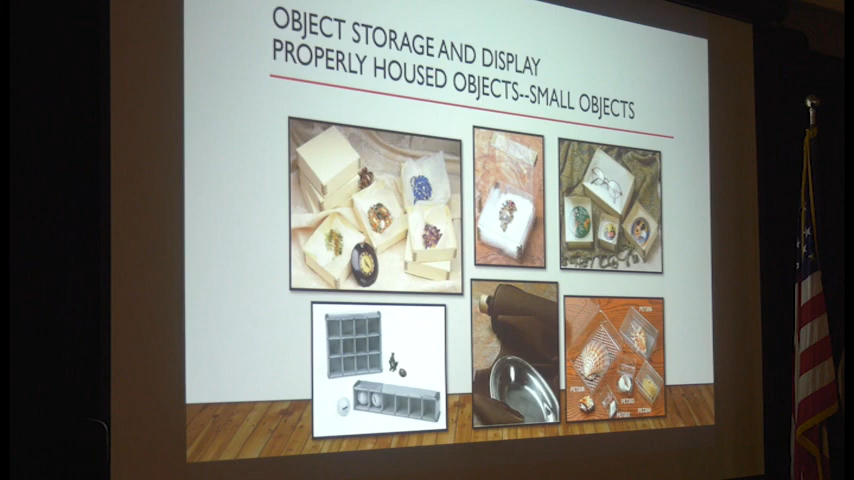 OBJECT STORAGE AND DISPLAY
PROPERLY HOUSED OBJECTS--SMALL OBJECTS